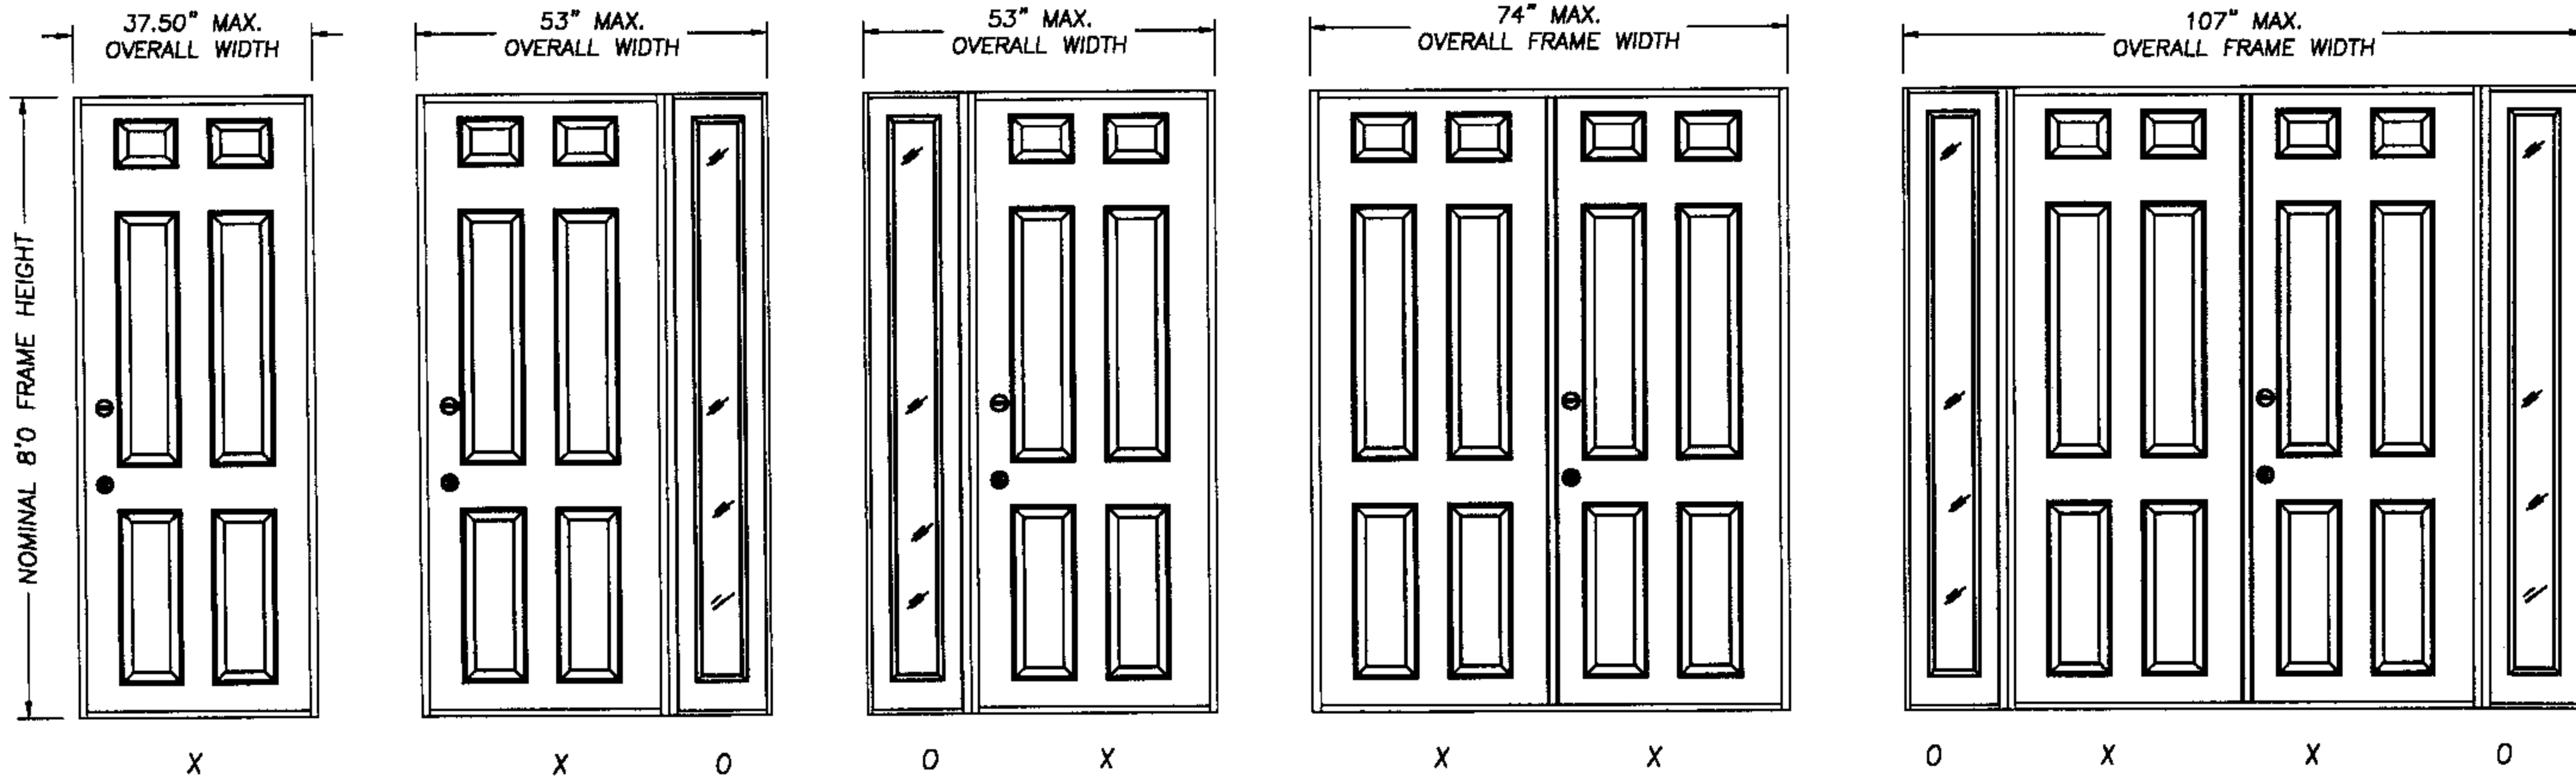 37.50" MAX.
OVERALL WIDTH
53" MAX.
OVERALL WIDTH
53" MAX.
OVERALL WIDTH
74" MAX.
OVERALL FRAME WIDTH
107" MAX.
OVERALL FRAME WIDTH
NOMINAL 8'0 FRAME HEIGHT
X
X O
O X
X X
O X X O